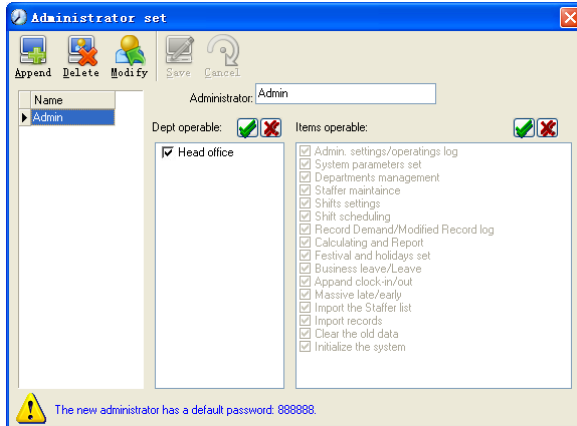 Administrator set
Append Delete Modify Save Cancel
Name
Admin
Administrator: Admin
Dept operable:
Head office
Items operable:
Admin. settings/operatings log
System parameters set
Departments management
Staffer maintaince
Shifts settings
Shift scheduling
Record Demand/Modified Record log
Calculating and Report
Festival and holidays set
Business leave/Leave
Appand clock-in/out
Massive late/early
Import the Staffer list
Import records
Clear the old data
Initialize the system
The new administrator has a default password: 888888.